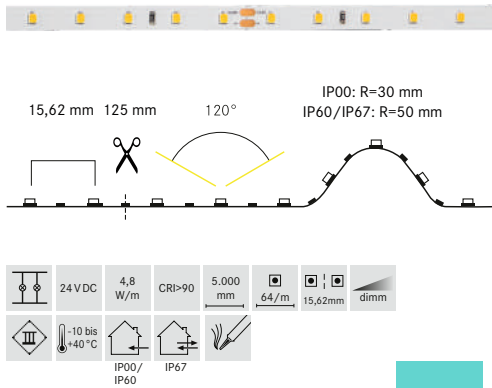 IP00: R=30 mm
15,62 mm 125 mm 120° IP60/IP67: R=50 mm
24 V DC 4,8 W/m CRI>90 5.000 mm 64/m 15,62mm dimm
III -10 bis +40°C
IP00/ IP67
IP60